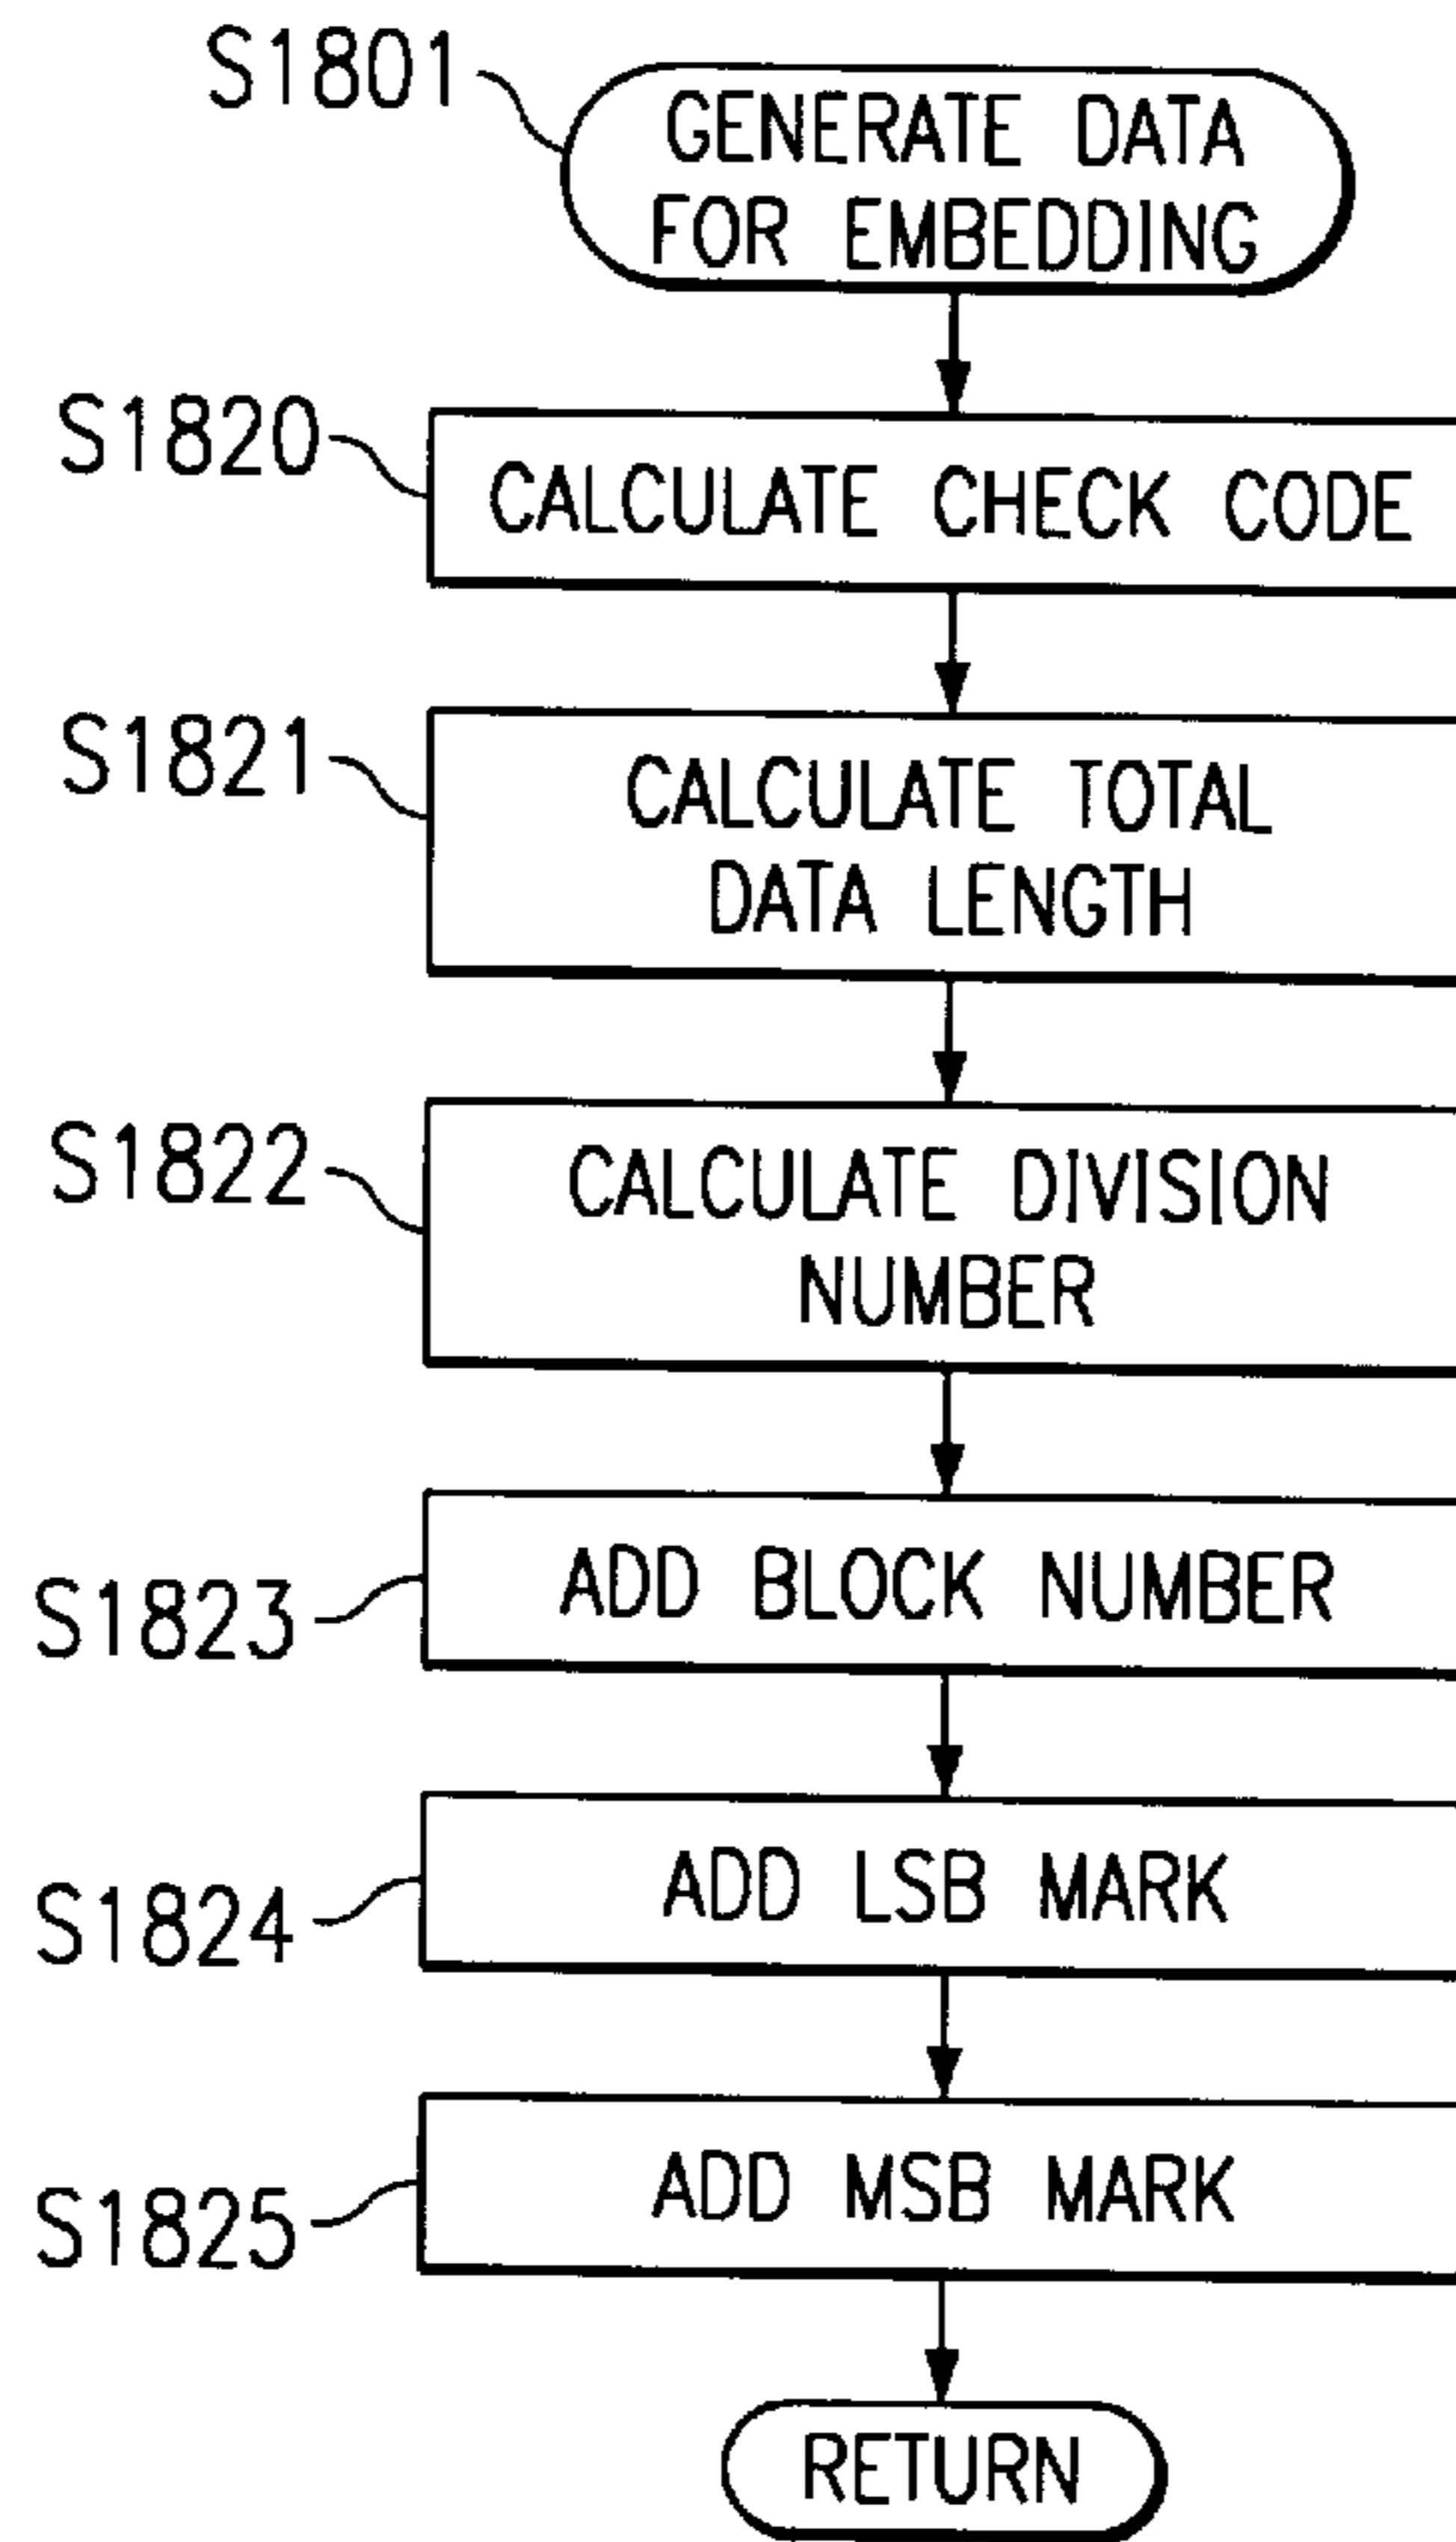 S1801
GENERATE DATA
FOR EMBEDDING
S1820
CALCULATE CHECK CODE
S1821
CALCULATE TOTAL
DATA LENGTH
S1822
CALCULATE DIVISION
NUMBER
S1823
ADD BLOCK NUMBER
S1824
ADD LSB MARK
S1825
ADD MSB MARK
RETURN